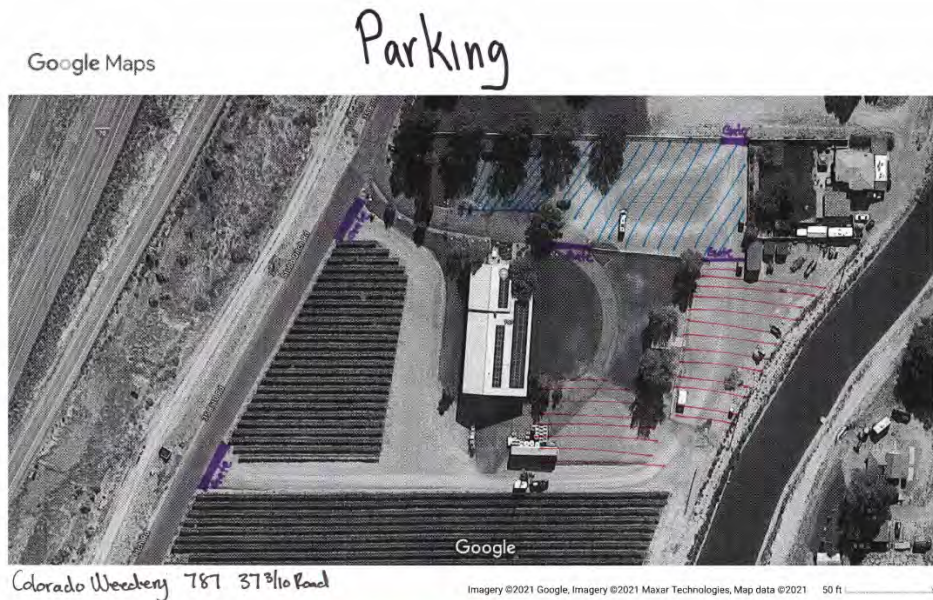 Parking
Google Maps
Gate
Gate
Gate
Gate
Gate
Google
Colorado Weedery 787 37 3/10 Road
Imagery ©2021 Google, Imagery ©2021 Maxar Technologies, Map data ©2021 50 ft